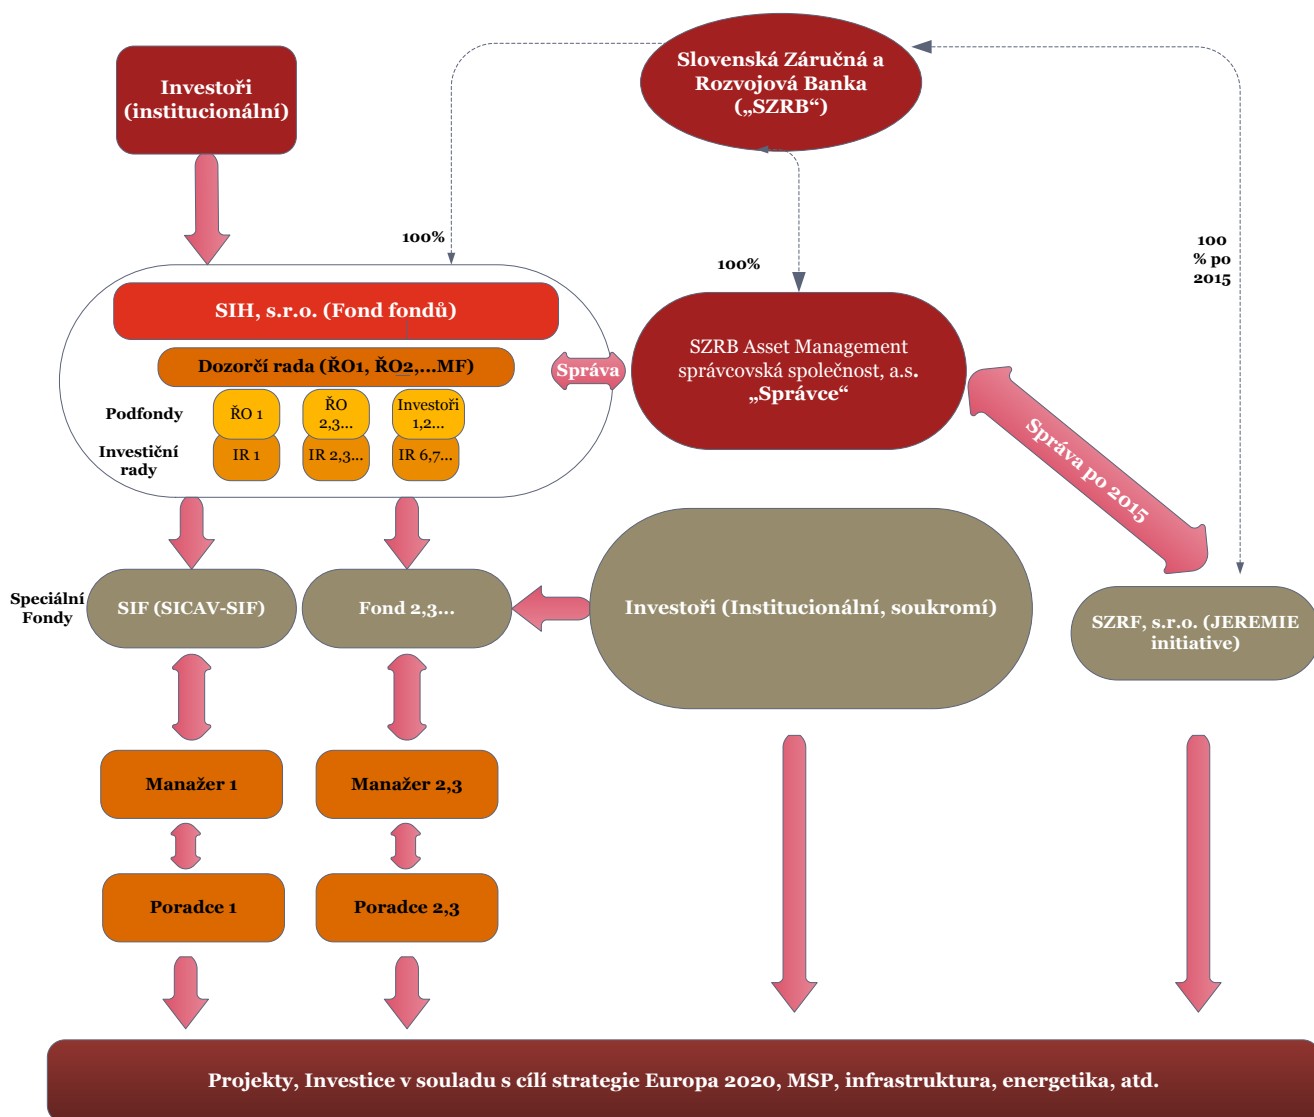 Investoři
(institucionální)
Slovenská Záručná a
Rozvojová Banka
(„SZRB“)
100%
100%
100
% po
2015
SIH, s.r.o. (Fond fondů)
Dozorčí rada (ŘO1, ŘO2,...MF)
Podfondy
ŘO 1
ŘO
2,3...
Investoři
1,2...
Investiční
rady
IR 1
IR 2,3...
IR 6,7...
Správa
SZRB Asset Management
správcovská společnost, a.s.
„Správce“
Správa po 2015
Speciální
Fondy
SIF (SICAV-SIF)
Fond 2,3...
Investoři (Institucionální, soukromí)
SZRF, s.r.o. (JEREMIE
initiative)
Manažer 1
Manažer 2,3
Poradce 1
Poradce 2,3
Projekty, Investice v souladu s cílí strategie Europa 2020, MSP, infrastruktura, energetika, atd.